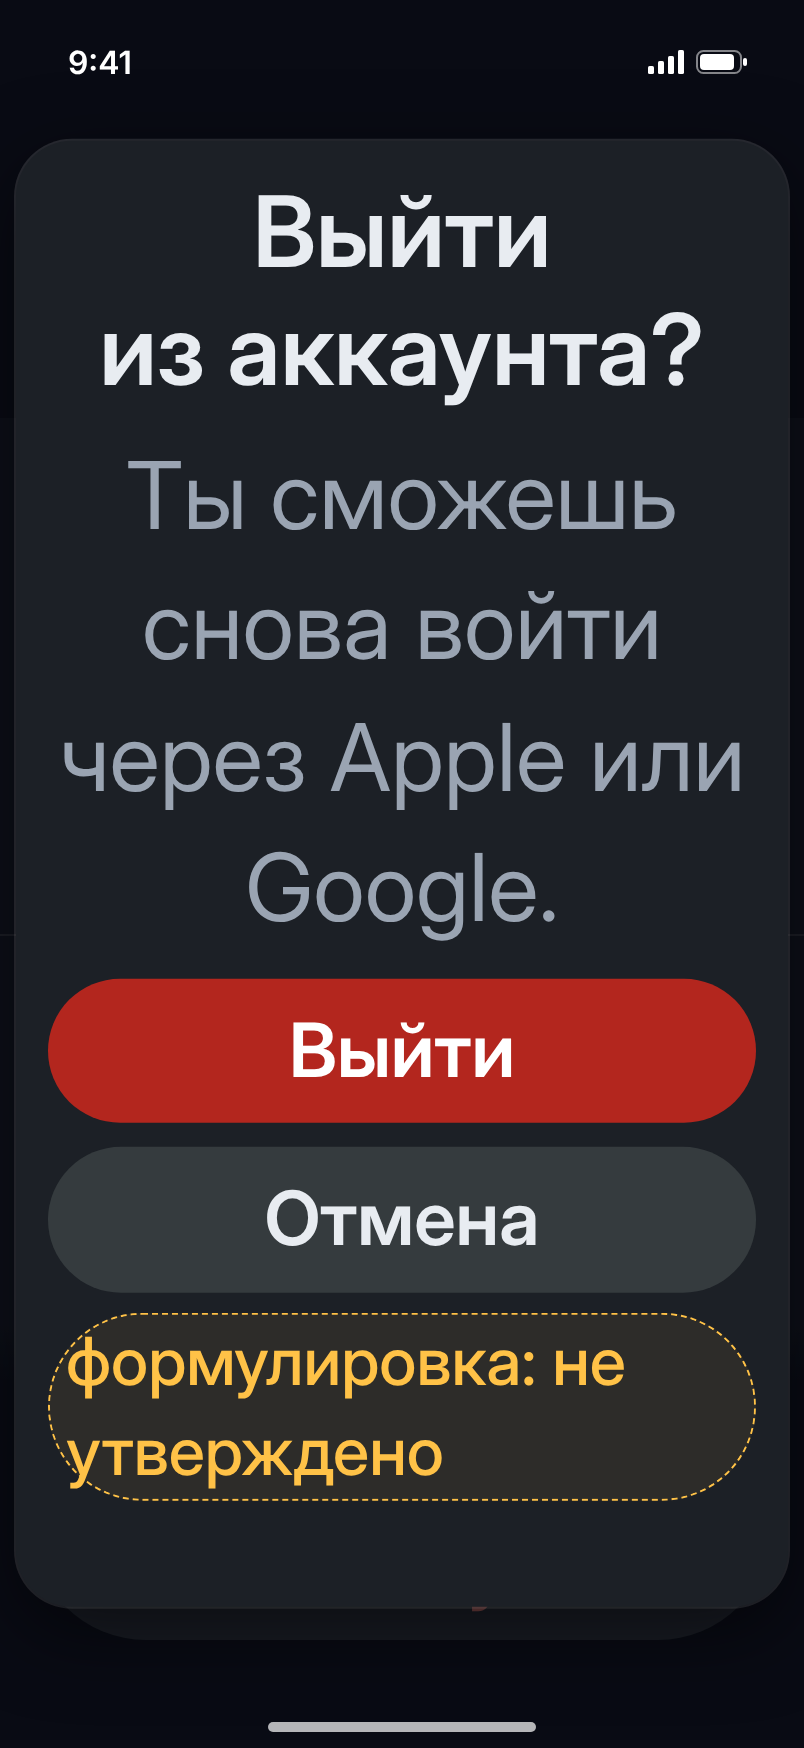 9:41
Выйти
из аккаунта?
Ты сможешь
снова войти
через Apple или
Google.
Выйти
Отмена
формулировка: не
утверждено